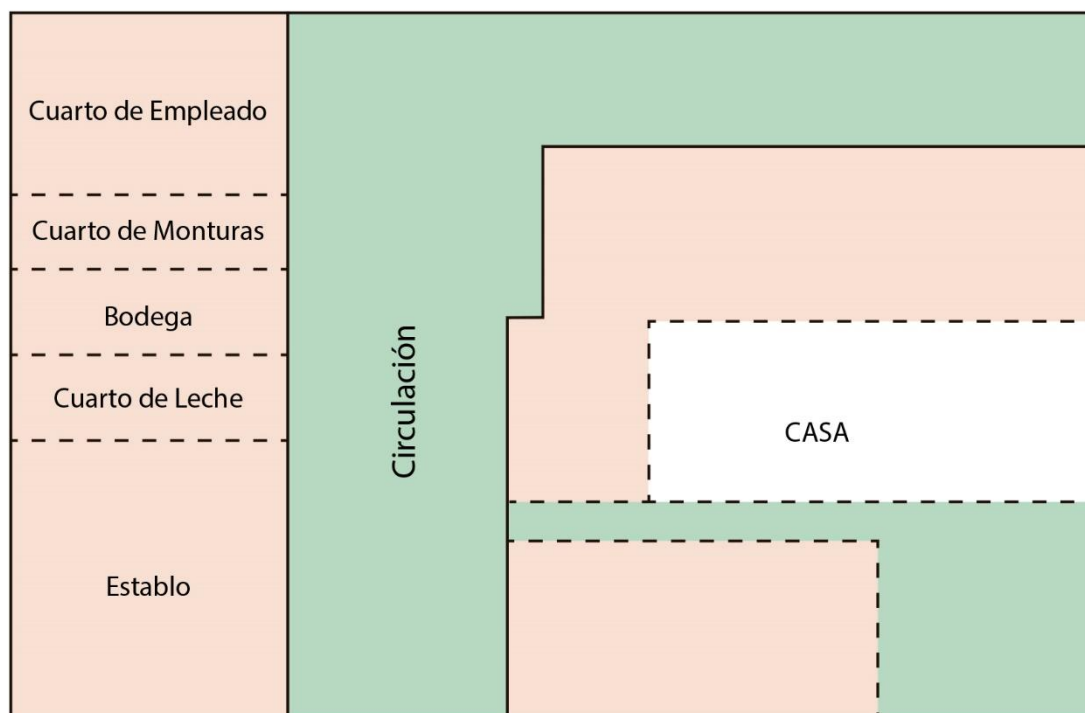 Cuarto de Empleado
Cuarto de Monturas
Bodega
Cuarto de Leche
Establo
Circulación
CASA